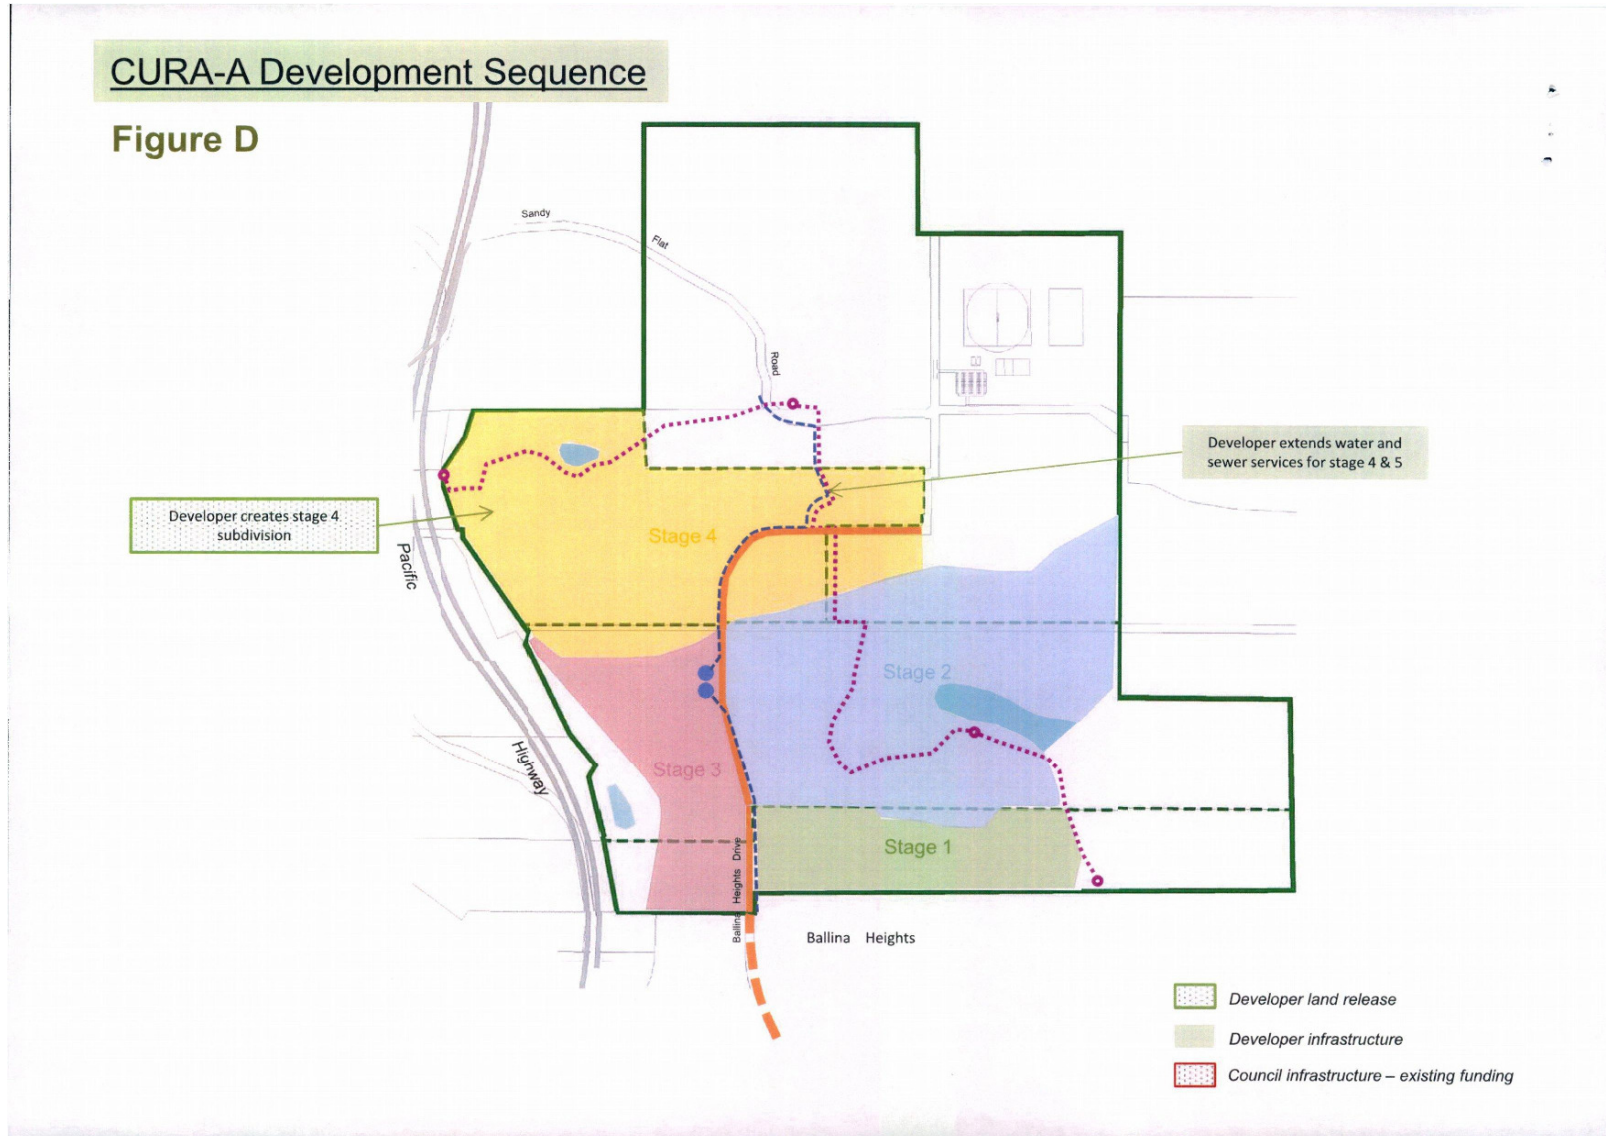 CURA-A Development Sequence
Figure D
Sandy
Flat
Road
Developer extends water and
sewer services for stage 4 & 5
Developer creates stage 4
subdivision
Stage 4
Pacific
Stage 2
Highway
Stage 3
Ballina Heights Drive
Stage 1
Ballina Heights
Developer land release
Developer infrastructure
Council infrastructure – existing funding